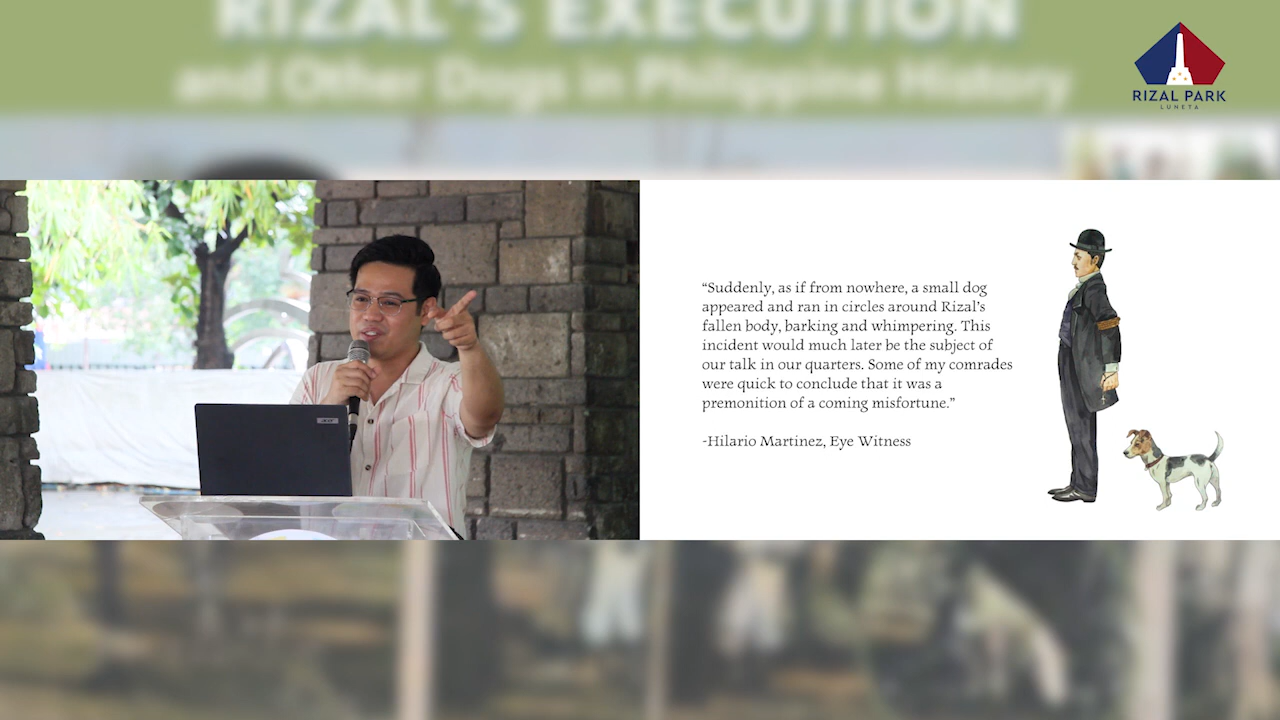 RIZAL'S EXECUTION
and Other Dogs in Philippine History
RIZAL PARK
LUNETA
acer
“Suddenly, as if from nowhere, a small dog
appeared and ran in circles around Rizal’s
fallen body, barking and whimpering. This
incident would much later be the subject of
our talk in our quarters. Some of my comrades
were quick to conclude that it was a
premonition of a coming misfortune.”
-Hilario Martinez, Eye Witness